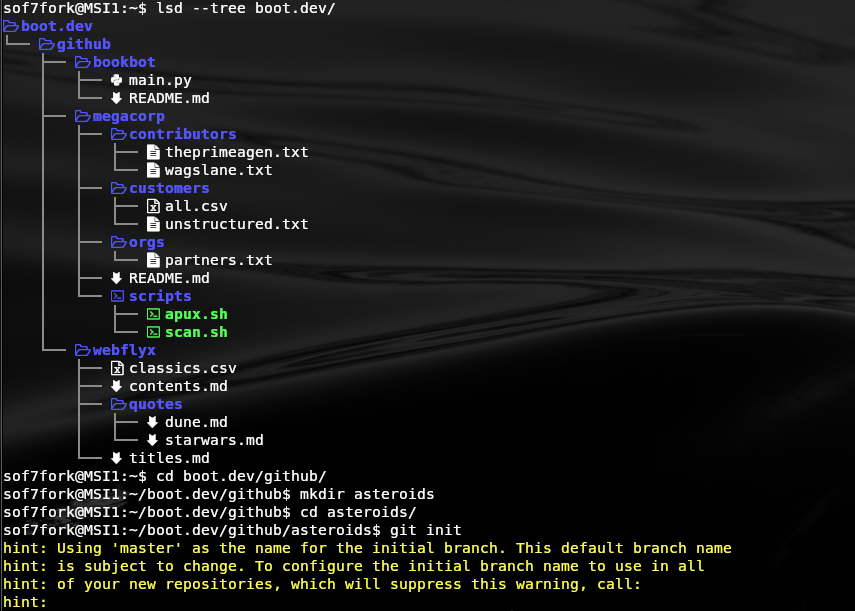 sof7fork@MSI1:~$ lsd --tree boot.dev/
boot.dev
github
bookbot
main.py
README.md
megacorp
contributors
theprimeagen.txt
wagslane.txt
customers
all.csv
unstructured.txt
orgs
partners.txt
README.md
scripts
apux.sh
scan.sh
webflyx
classics.csv
contents.md
quotes
dune.md
starwars.md
titles.md
sof7fork@MSI1:~$ cd boot.dev/github/
sof7fork@MSI1:~/boot.dev/github$ mkdir asteroids
sof7fork@MSI1:~/boot.dev/github$ cd asteroids/
sof7fork@MSI1:~/boot.dev/github/asteroids$ git init
hint: Using 'master' as the name for the initial branch. This default branch name
hint: is subject to change. To configure the initial branch name to use in all
hint: of your new repositories, which will suppress this warning, call:
hint: